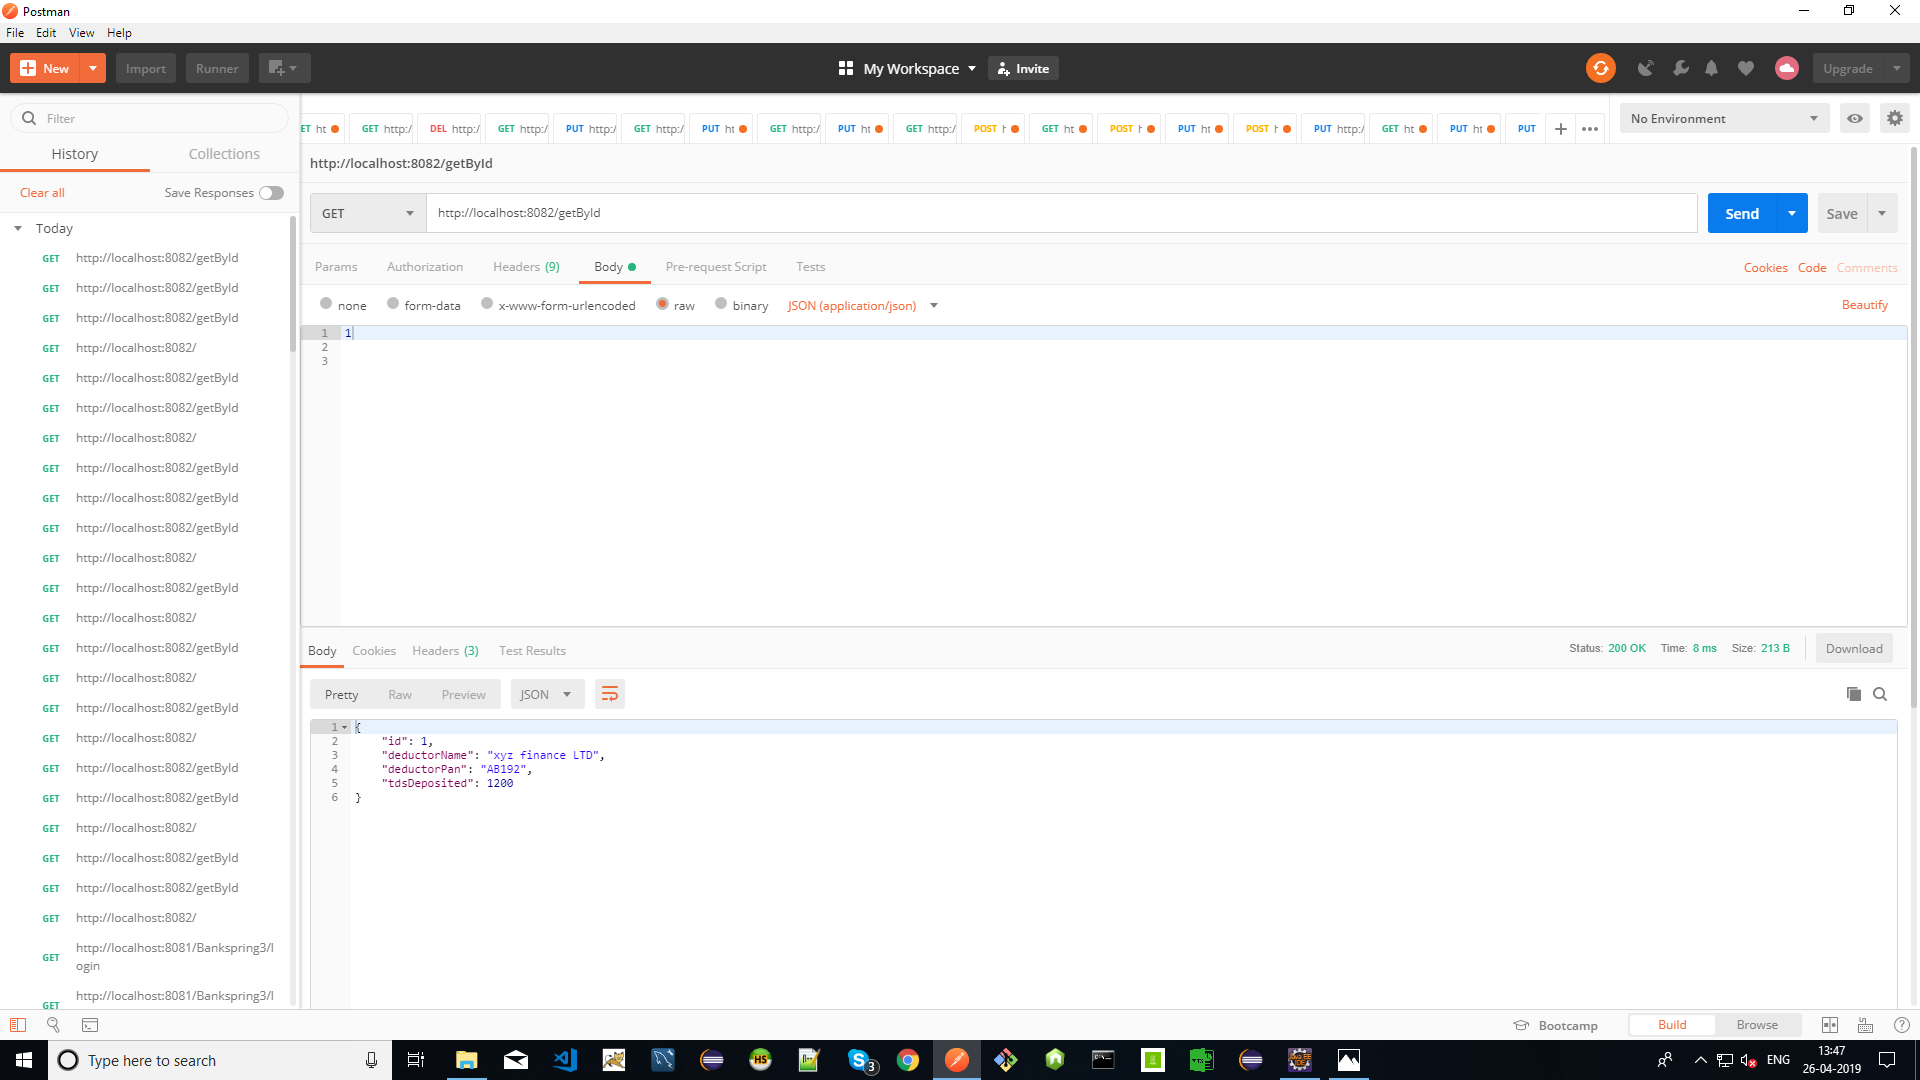 Postman
File Edit View Help
New Import Runner My Workspace Invite Upgrade
Filter
History Collections
Clear all Save Responses
Today
GET http://localhost:8082/getById
GET http://localhost:8082/getById
GET http://localhost:8082/getById
GET http://localhost:8082/
GET http://localhost:8082/getById
GET http://localhost:8082/getById
GET http://localhost:8082/
GET http://localhost:8082/getById
GET http://localhost:8082/getById
GET http://localhost:8082/getById
GET http://localhost:8082/
GET http://localhost:8082/getById
GET http://localhost:8082/
GET http://localhost:8082/getById
GET http://localhost:8082/
GET http://localhost:8082/getById
GET http://localhost:8082/
GET http://localhost:8082/getById
GET http://localhost:8082/getById
GET http://localhost:8082/
GET http://localhost:8082/getById
GET http://localhost:8082/getById
GET http://localhost:8082/
GET http://localhost:8081/Bankspring3/l
ogin
GET http://localhost:8081/Bankspring3/l
ET ht GET http:/ DEL http:/ GET http:/ PUT http:/ GET http:/ PUT ht GET http:/ PUT ht GET http:/ POST h GET ht POST h PUT ht POST h PUT http:/ GET ht PUT ht PUT
No Environment
http://localhost:8082/getById
GET http://localhost:8082/getById Send Save
Params Authorization Headers (9) Body Pre-request Script Tests Cookies Code Comments
none form-data x-www-form-urlencoded raw binary JSON (application/json) Beautify
1 1
2
3
Body Cookies Headers (3) Test Results Status: 200 OK Time: 8 ms Size: 213 B Download
Pretty Raw Preview JSON
1 {
2 "id": 1,
3 "deductorName": "xyz finance LTD",
4 "deductorPan": "AB192",
5 "tdsDeposited": 1200
6 }
Bootcamp Build Browse
Type here to search HS 3 ENG 13:47
26-04-2019